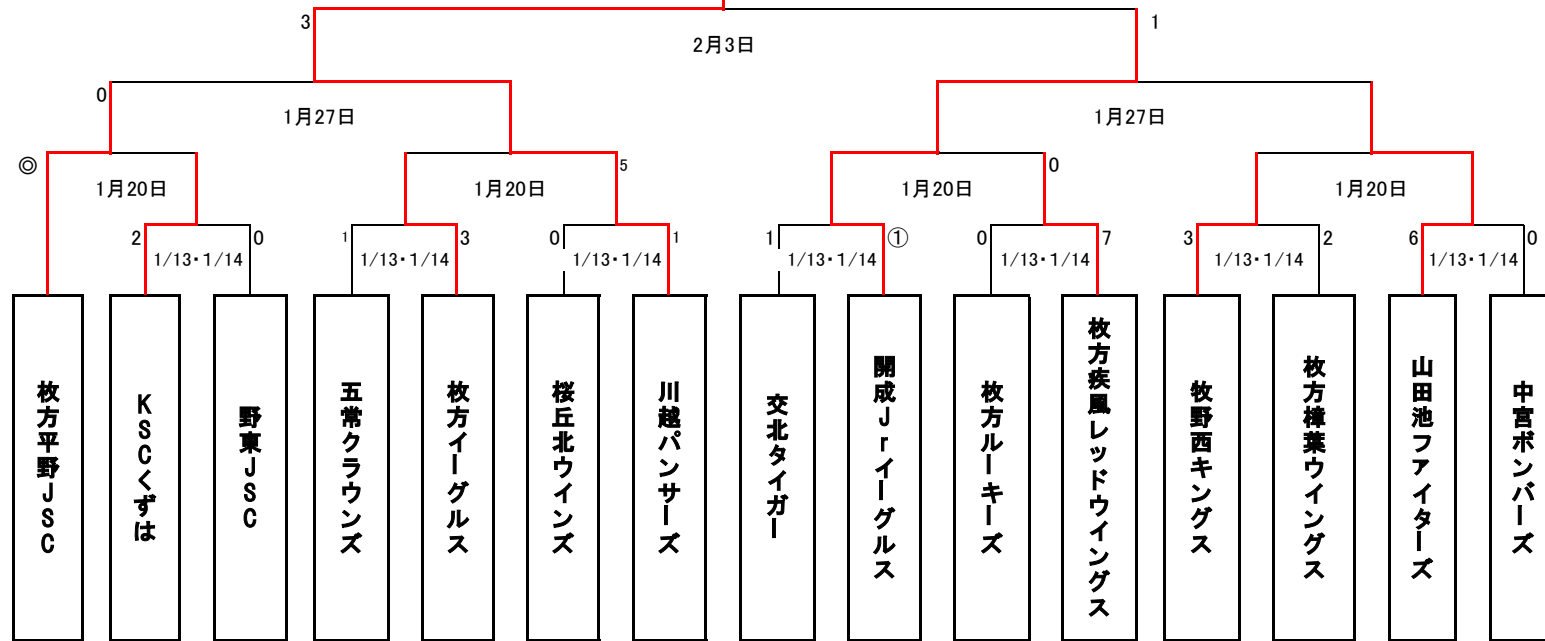 3
1
2月3日
0
1月27日
1月27日
◎
5
0
1月20日
1月20日
1月20日
1月20日
2
0
1
3
0
1
1
①
0
7
3
2
6
0
1/13・1/14
1/13・1/14
1/13・1/14
1/13・1/14
1/13・1/14
1/13・1/14
1/13・1/14
枚方平野JSC
KSCくずは
野東JSC
五常クラウンズ
枚方イーグルス
桜丘北ウインズ
川越パンサーズ
交北タイガー
開成Jrイーグルス
枚方ルーキーズ
枚方疾風レッドウイングス
牧野西キングス
枚方樟葉ウイングス
山田池ファイターズ
中宮ボンバーズ